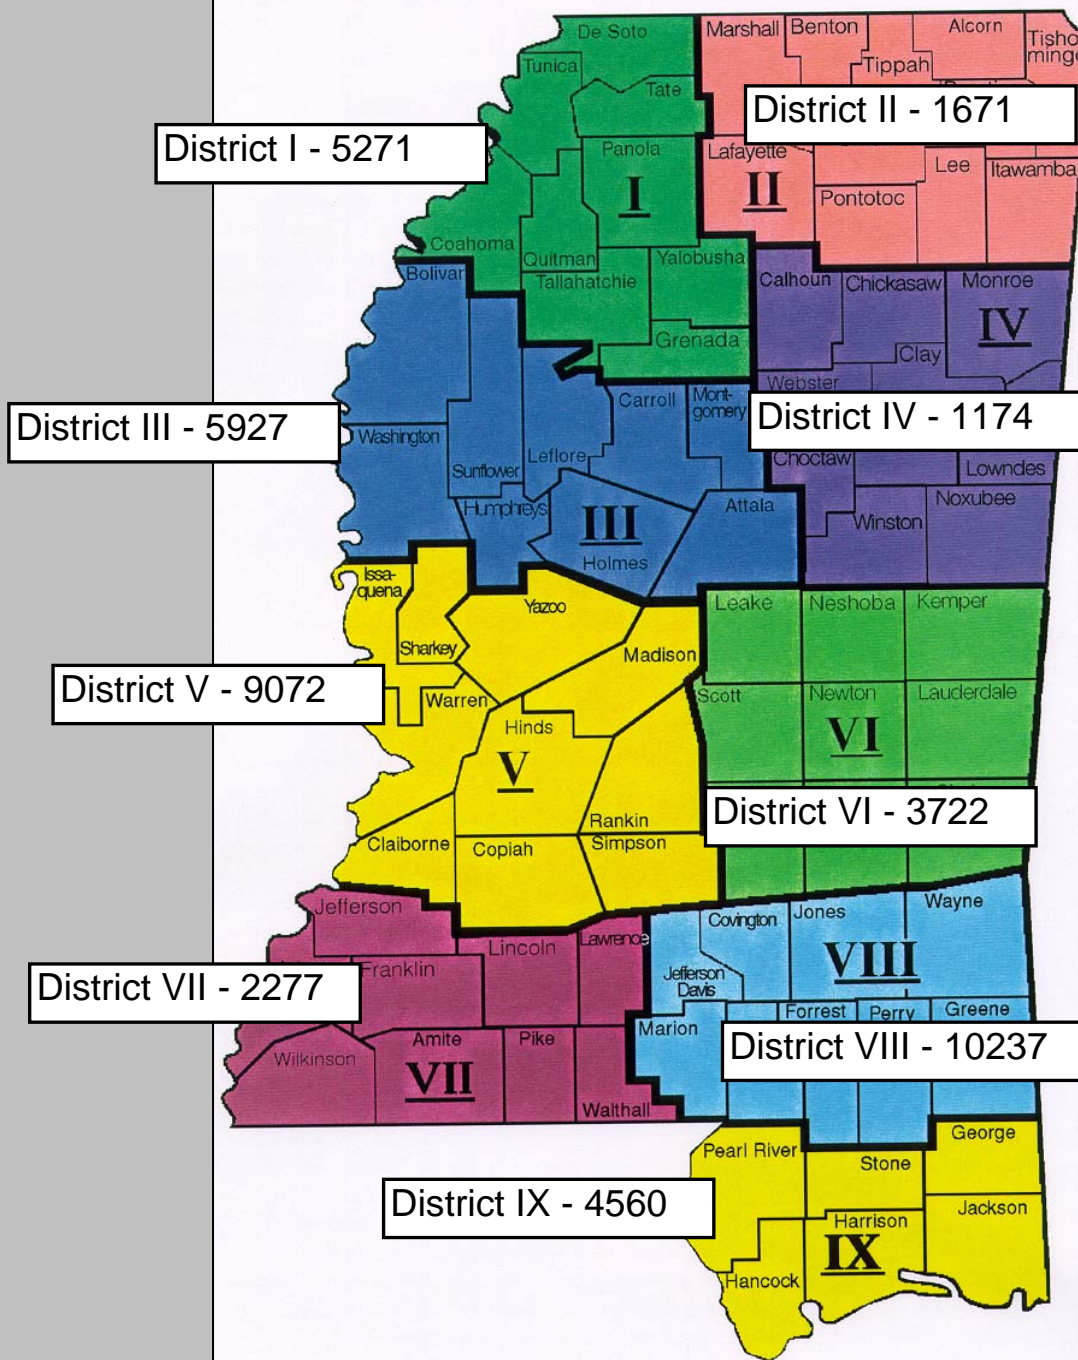 De Soto
Marshall
Benton
Alcorn
Tisho
mingo
Tunica
Tippah
Tate
District II - 1671
District I - 5271
Panola
I
Lafayette
II
Lee
Itawamba
Pontotoc
Coahoma
Quitman
Yalobusha
Bolivar
Tallahatchie
Calhoun
Chickasaw
Monroe
IV
Grenada
Clay
Webster
Carroll
Mont-
gomery
District IV - 1174
District III - 5927
Washington
Leflore
Sunflower
Choctaw
Lowndes
Humphreys
III
Attala
Noxubee
Winston
Holmes
Issa-
quena
Yazoo
Leake
Neshoba
Kemper
Sharkey
Madison
District V - 9072
Warren
Scott
Newton
Lauderdale
Hinds
V
VI
District VI - 3722
Rankin
Claiborne
Copiah
Simpson
Jefferson
Wayne
Covington
Jones
Lincoln
Lawrence
VIII
Franklin
Jefferson
Davis
District VII - 2277
Marion
Forrest
Perry
Greene
Wilkinson
Amite
Pike
District VIII - 10237
VII
Walthall
Pearl River
George
Stone
District IX - 4560
Harrison
Jackson
IX
Hancock